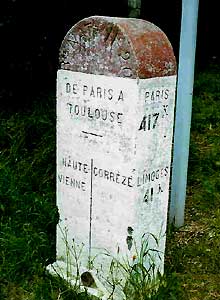 DE PARIS A
TOULOUSE
HAUTE
VIENNE
CORRÈZE
PARIS
417 K
LIMOGES
41 K